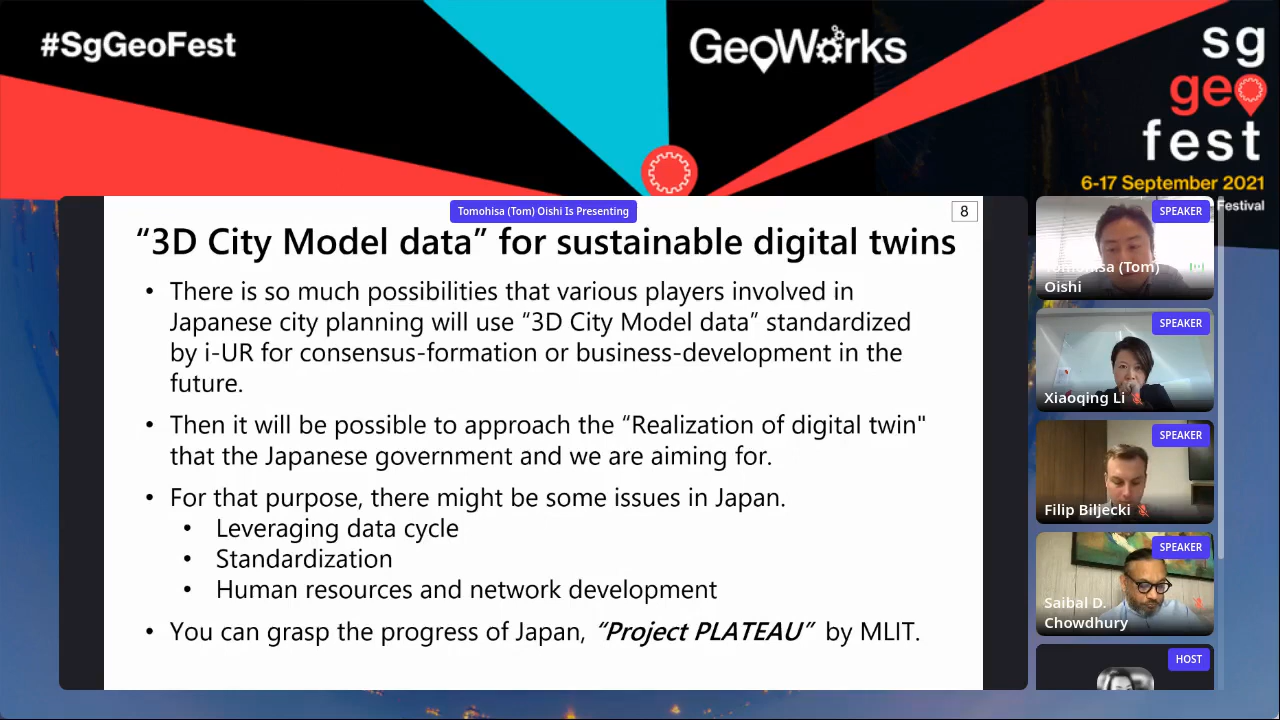 #SgGeoFest
GeoWorks
sg
geo
fest
6-17 September 2021
Festival
Tomohisa (Tom) Oishi Is Presenting
8
“3D City Model data” for sustainable digital twins
• There is so much possibilities that various players involved in
Japanese city planning will use “3D City Model data” standardized
by i-UR for consensus-formation or business-development in the
future.
• Then it will be possible to approach the “Realization of digital twin"
that the Japanese government and we are aiming for.
• For that purpose, there might be some issues in Japan.
• Leveraging data cycle
• Standardization
• Human resources and network development
• You can grasp the progress of Japan, “Project PLATEAU” by MLIT.
SPEAKER
Tomohisa (Tom)
Oishi
SPEAKER
Xiaoqing Li
SPEAKER
Filip Biljecki
SPEAKER
Saibal D.
Chowdhury
HOST